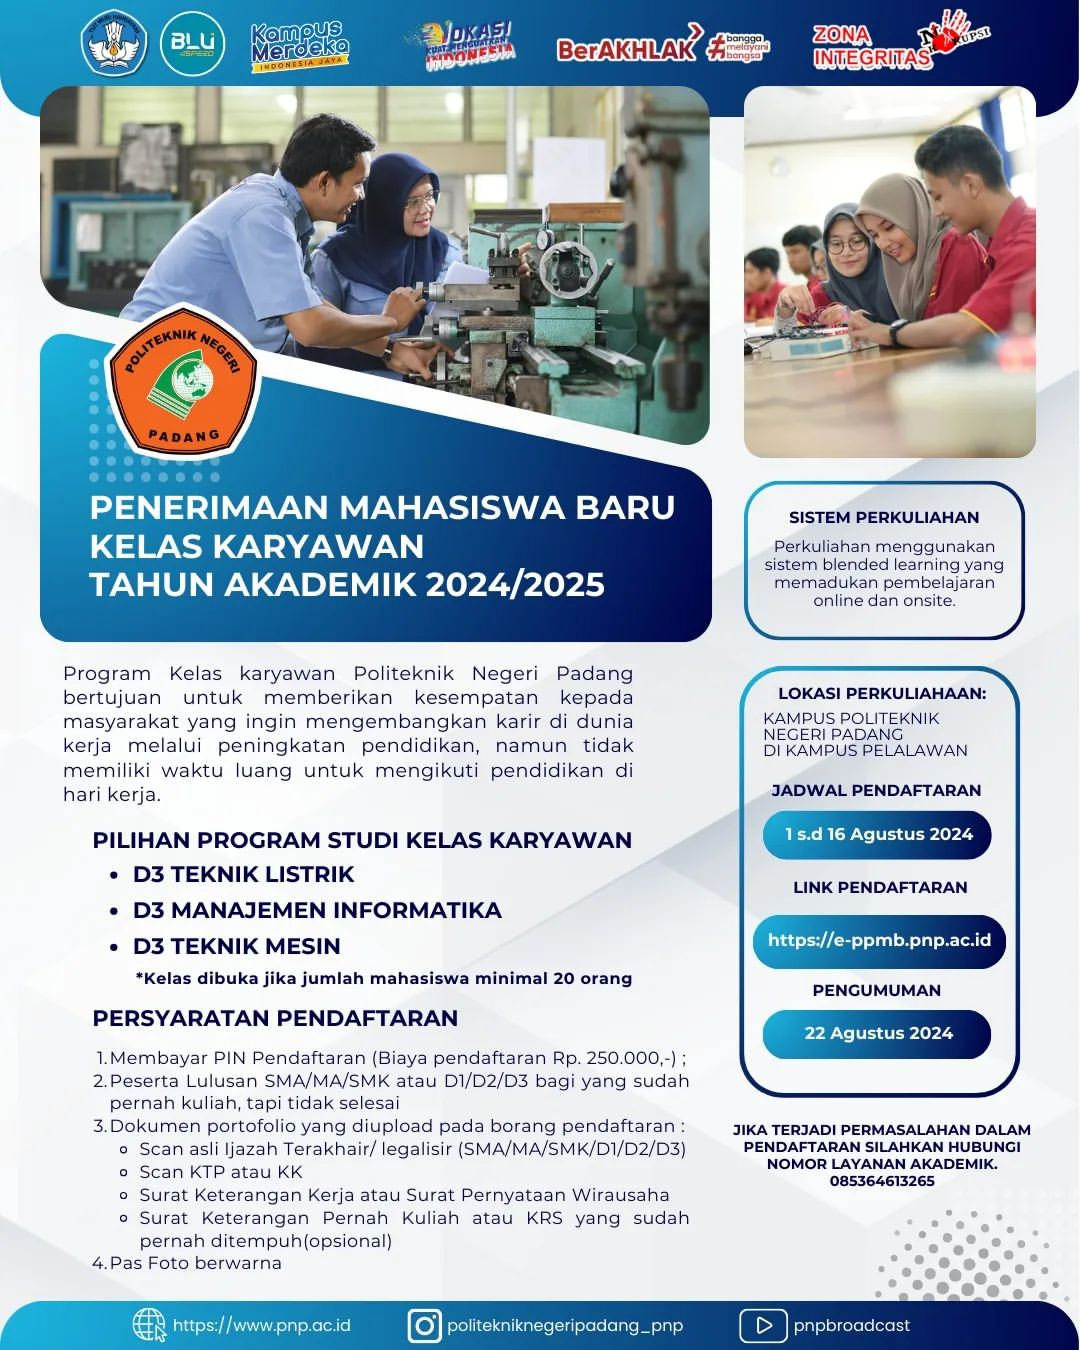 TUT WURI HANDAYANI
BLU
SPEED
Kampus
Merdeka
INDONESIA JAYA
VOKASI
KUAT, MENGUATKAN
INDONESIA
BerAKHLAK
#bangga
melayani
bangsa
ZONA
INTEGRITAS
POLITEKNIK NEGERI
PADANG
PENERIMAAN MAHASISWA BARU
KELAS KARYAWAN
TAHUN AKADEMIK 2024/2025
Program Kelas karyawan Politeknik Negeri Padang
bertujuan untuk memberikan kesempatan kepada
masyarakat yang ingin mengembangkan karir di dunia
kerja melalui peningkatan pendidikan, namun tidak
memiliki waktu luang untuk mengikuti pendidikan di
hari kerja.
PILIHAN PROGRAM STUDI KELAS KARYAWAN
• D3 TEKNIK LISTRIK
• D3 MANAJEMEN INFORMATIKA
• D3 TEKNIK MESIN
*Kelas dibuka jika jumlah mahasiswa minimal 20 orang
PERSYARATAN PENDAFTARAN
1. Membayar PIN Pendaftaran (Biaya pendaftaran Rp. 250.000,-) ;
2. Peserta Lulusan SMA/MA/SMK atau D1/D2/D3 bagi yang sudah
pernah kuliah, tapi tidak selesai
3. Dokumen portofolio yang diupload pada borang pendaftaran :
Scan asli Ijazah Terakhair/ legalisir (SMA/MA/SMK/D1/D2/D3)
Scan KTP atau KK
Surat Keterangan Kerja atau Surat Pernyataan Wirausaha
Surat Keterangan Pernah Kuliah atau KRS yang sudah
pernah ditempuh(opsional)
4. Pas Foto berwarna
SISTEM PERKULIAHAN
Perkuliahan menggunakan
sistem blended learning yang
memadukan pembelajaran
online dan onsite.
LOKASI PERKULIAHAAN:
KAMPUS POLITEKNIK
NEGERI PADANG
DI KAMPUS PELALAWAN
JADWAL PENDAFTARAN
1 s.d 16 Agustus 2024
LINK PENDAFTARAN
https://e-ppmb.pnp.ac.id
PENGUMUMAN
22 Agustus 2024
JIKA TERJADI PERMASALAHAN DALAM
PENDAFTARAN SILAHKAN HUBUNGI
NOMOR LAYANAN AKADEMIK.
085364613265
https://www.pnp.ac.id
politekniknegeripadang_pnp
pnpbroadcast